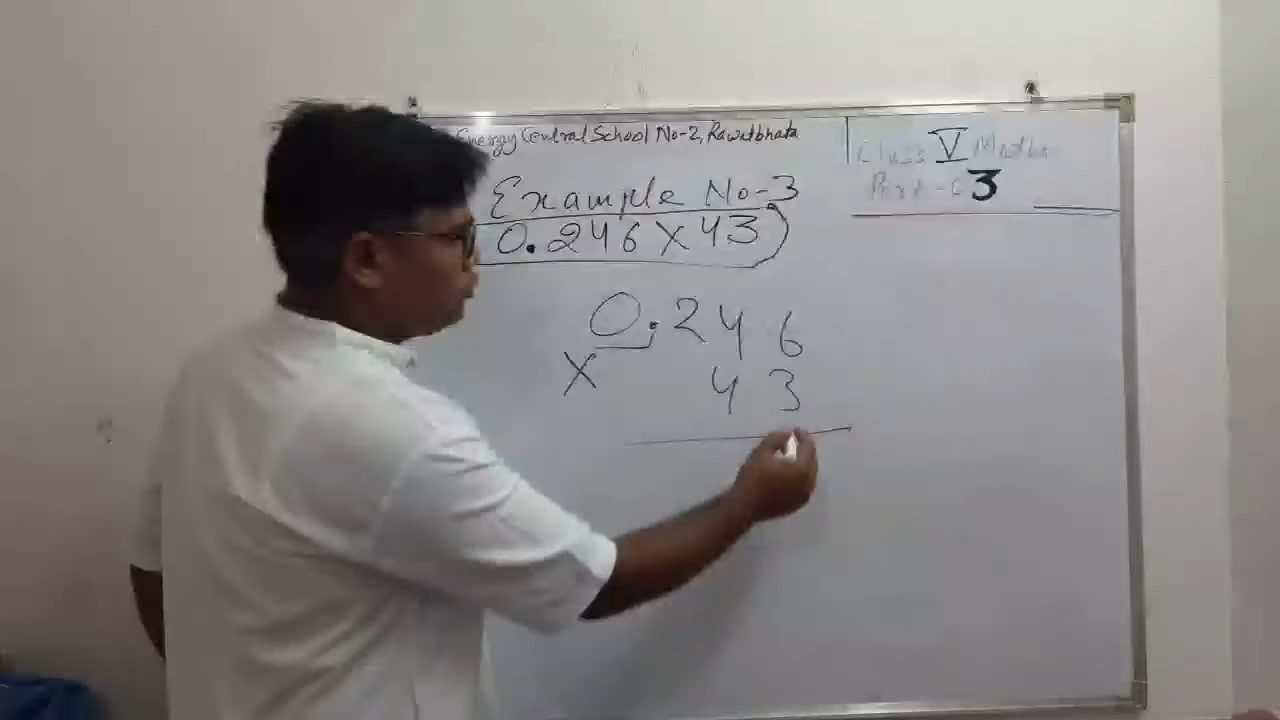 Energy Central School No-2, Rawatbhata
Class V Maths
Part-6 3
Example No-3
0.246 X 43
0.246
X 43